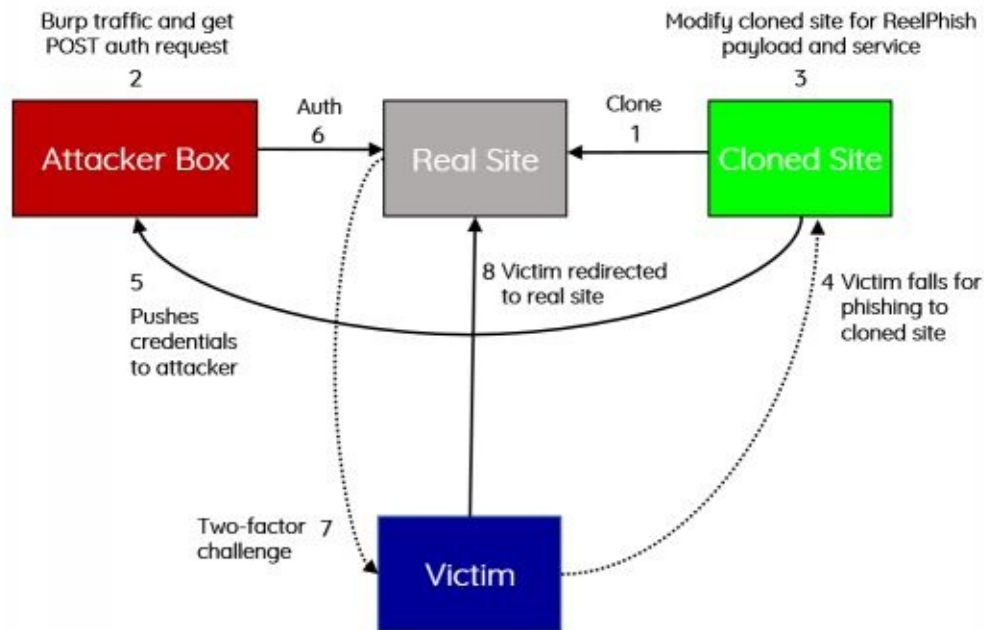 Burp traffic and get
POST auth request
2
Modify cloned site for ReelPhish
payload and service
3
Attacker Box
Auth
6
Real Site
Clone
1
Cloned Site
5
Pushes
credentials
to attacker
8 Victim redirected
to real site
4 Victim falls for
phishing to
cloned site
Two-factor 7
challenge
Victim